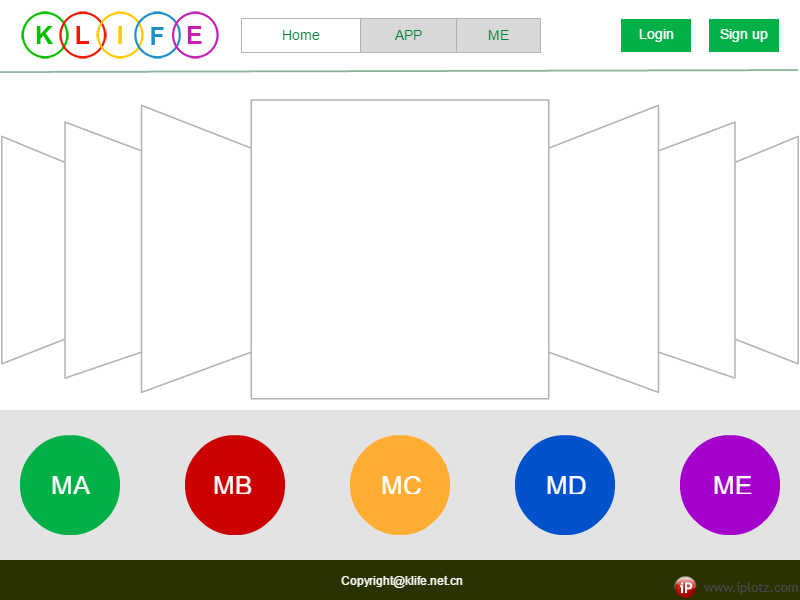 KLIFE
Home APP ME
Login Sign up
MA MB MC MD ME
Copyright@klife.net.cn
iP www.iplotz.com